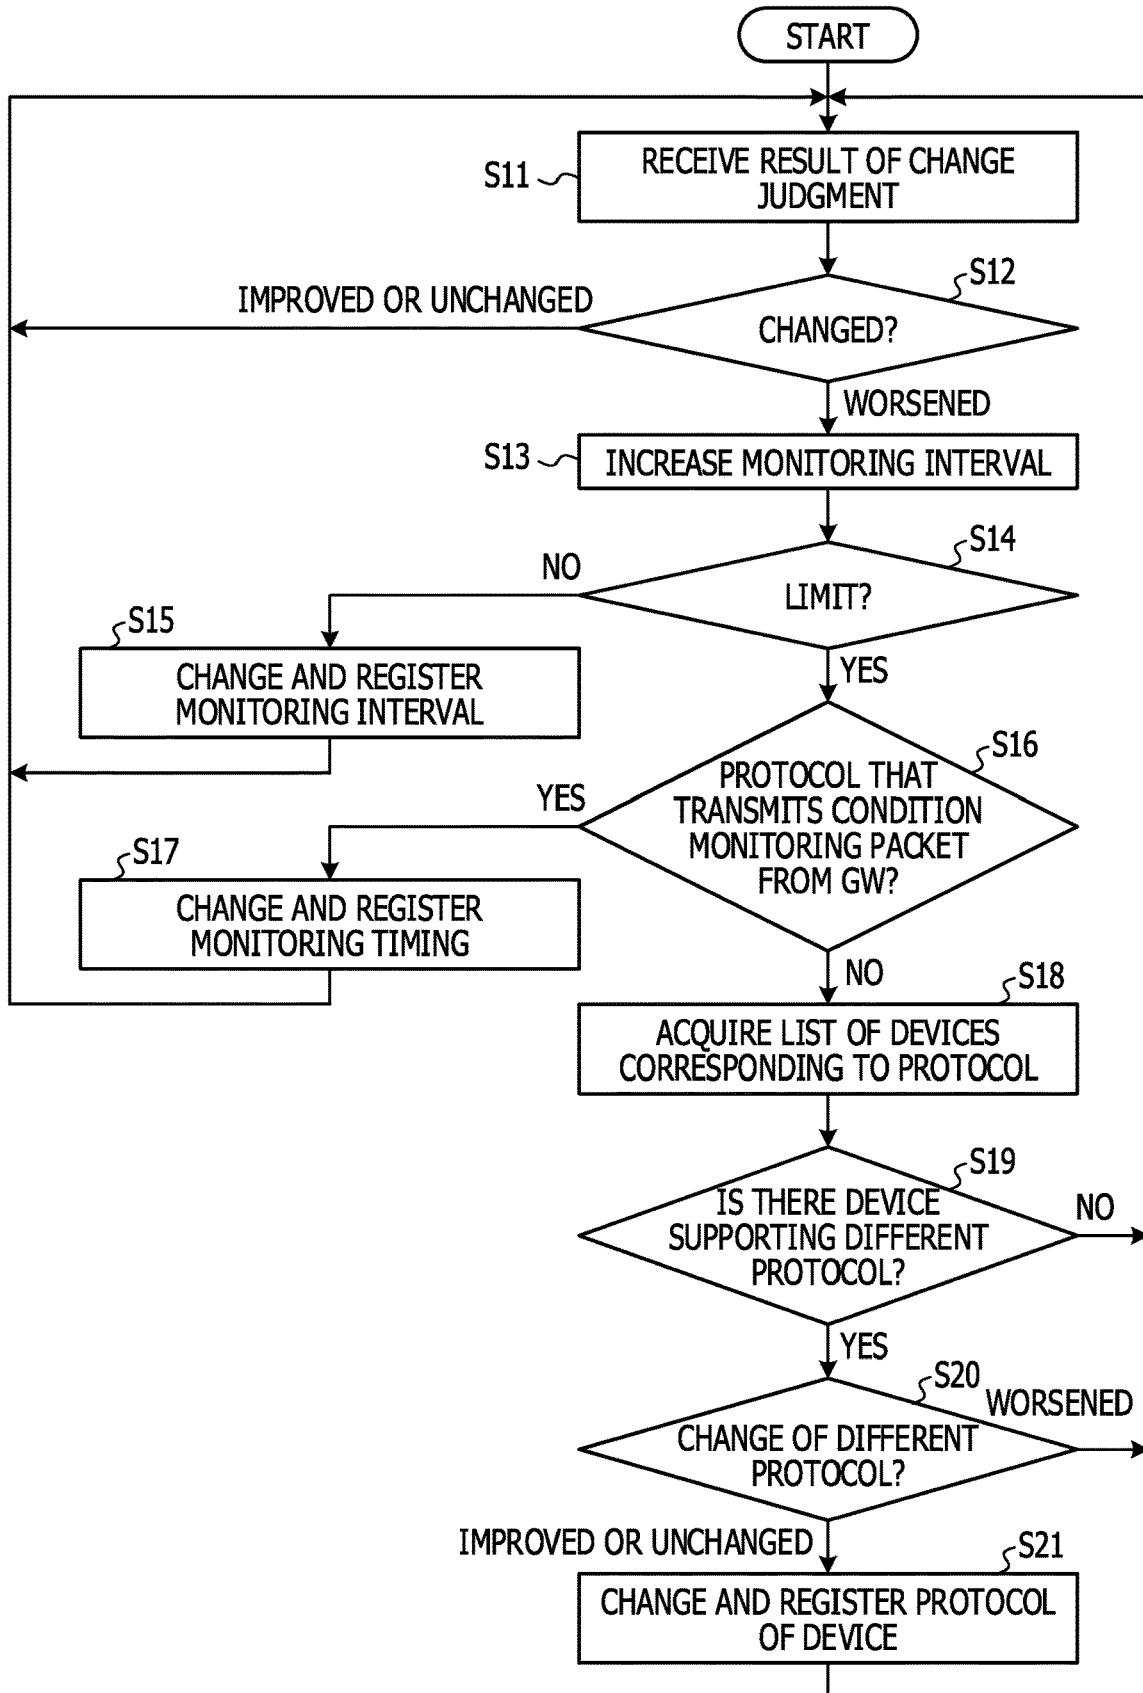 START
S11
RECEIVE RESULT OF CHANGE
JUDGMENT
S12
IMPROVED OR UNCHANGED
CHANGED?
WORSENED
S13
INCREASE MONITORING INTERVAL
S14
NO
LIMIT?
S15
YES
CHANGE AND REGISTER
MONITORING INTERVAL
S16
YES
PROTOCOL THAT
TRANSMITS CONDITION
MONITORING PACKET
FROM GW?
S17
CHANGE AND REGISTER
MONITORING TIMING
NO
S18
ACQUIRE LIST OF DEVICES
CORRESPONDING TO PROTOCOL
S19
IS THERE DEVICE
SUPPORTING DIFFERENT
PROTOCOL?
NO
YES
S20
WORSENED
CHANGE OF DIFFERENT
PROTOCOL?
IMPROVED OR UNCHANGED
S21
CHANGE AND REGISTER PROTOCOL
OF DEVICE